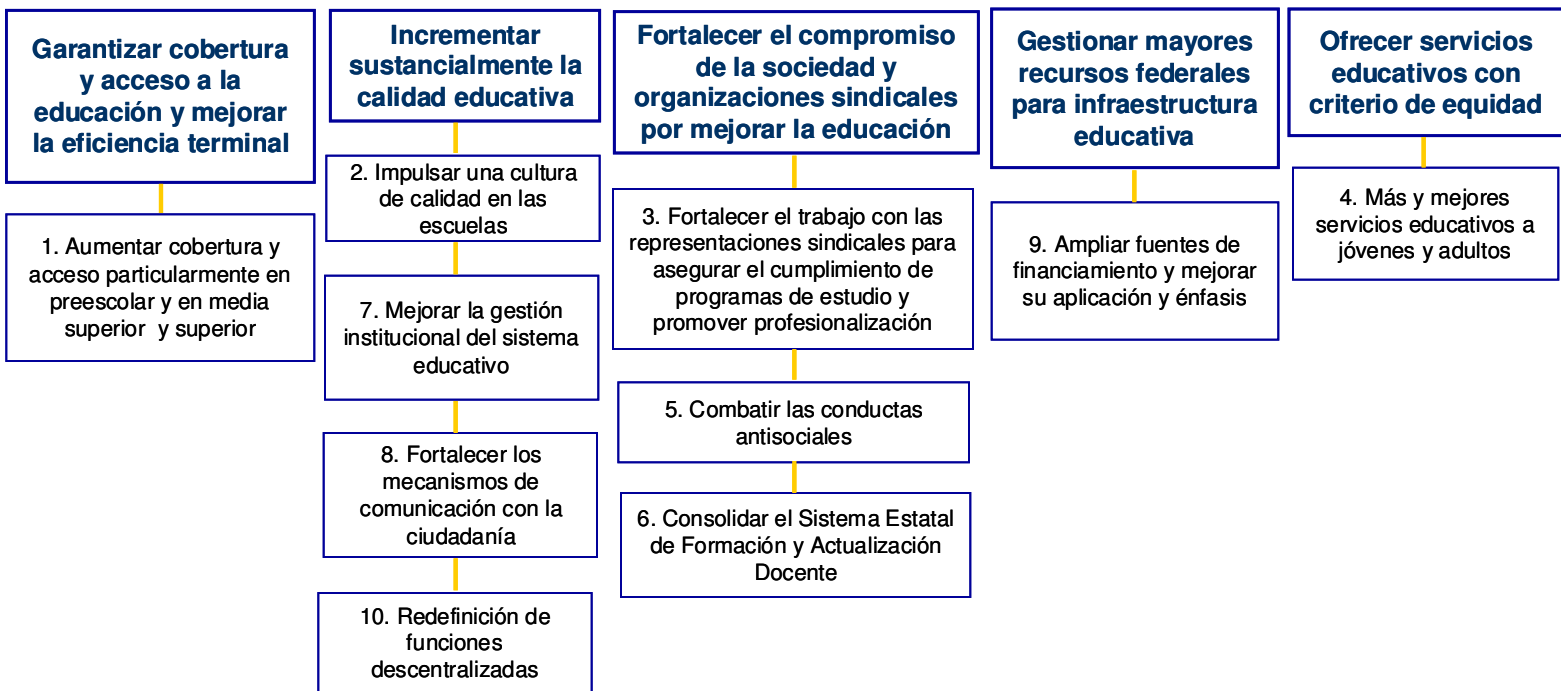 Garantizar cobertura
y acceso a la
educación y mejorar
la eficiencia terminal
1. Aumentar cobertura y
acceso particularmente en
preescolar y en media
superior y superior
Incrementar
sustancialmente la
calidad educativa
2. Impulsar una cultura
de calidad en las
escuelas
7. Mejorar la gestión
institucional del sistema
educativo
8. Fortalecer los
mecanismos de
comunicación con la
ciudadanía
10. Redefinición de
funciones
descentralizadas
Fortalecer el compromiso
de la sociedad y
organizaciones sindicales
por mejorar la educación
3. Fortalecer el trabajo con las
representaciones sindicales para
asegurar el cumplimiento de
programas de estudio y
promover profesionalización
5. Combatir las conductas
antisociales
6. Consolidar el Sistema Estatal
de Formación y Actualización
Docente
Gestionar mayores
recursos federales
para infraestructura
educativa
9. Ampliar fuentes de
financiamiento y mejorar
su aplicación y énfasis
Ofrecer servicios
educativos con
criterio de equidad
4. Más y mejores
servicios educativos a
jóvenes y adultos